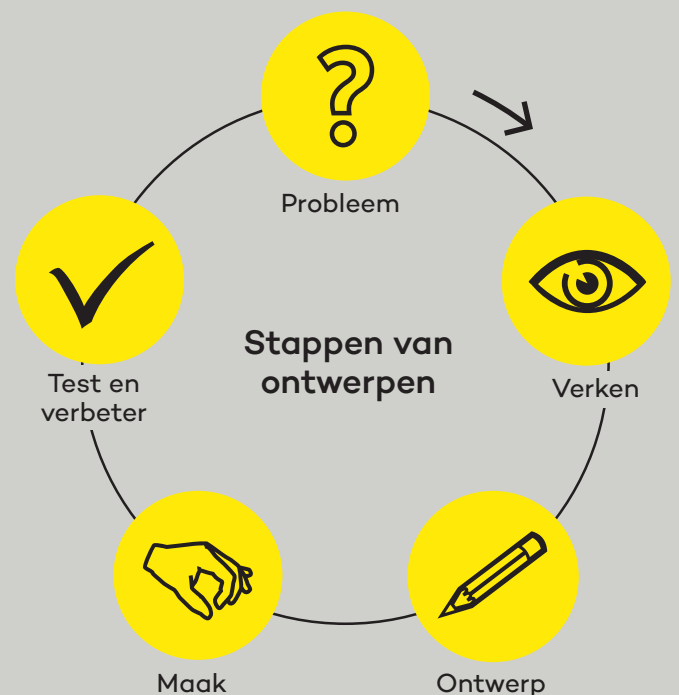 Probleem
Stappen van
ontwerpen
Verken
Test en
verbeter
Maak
Ontwerp